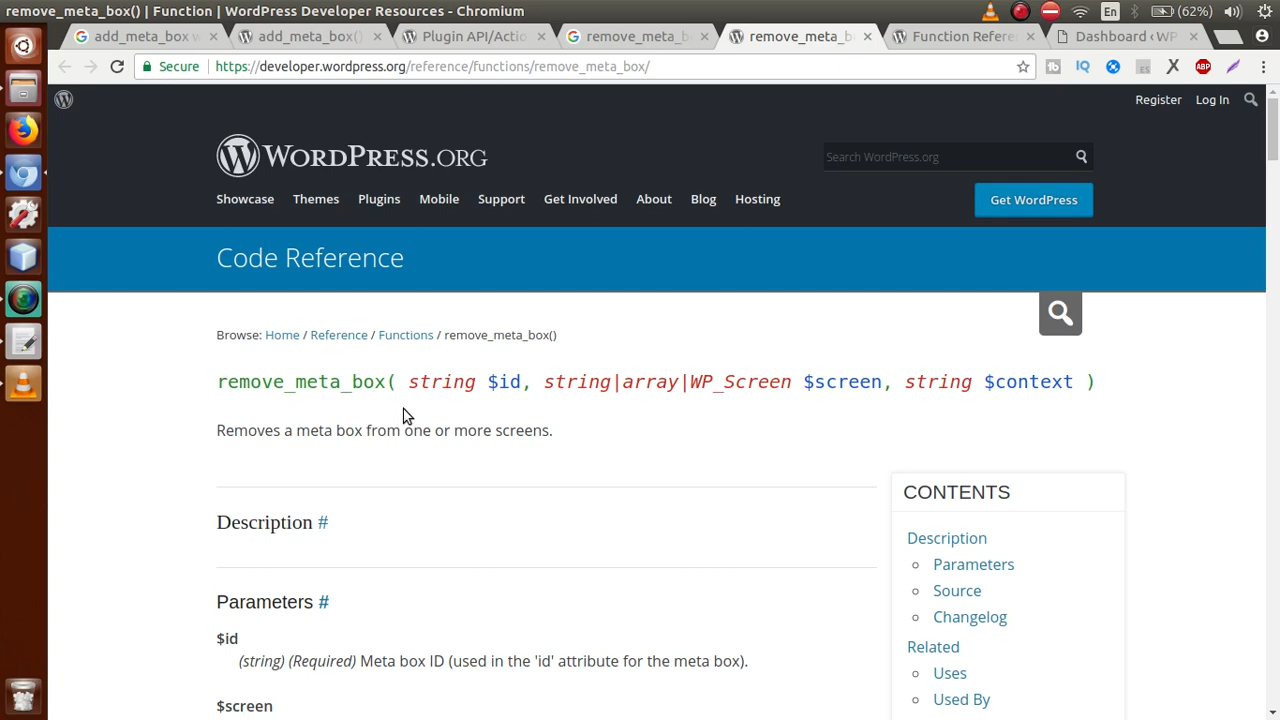 remove_meta_box() | Function | WordPress Developer Resources - Chromium
En (62%)
add_meta_box w
add_meta_box()
Plugin API/Actio
remove_meta_b
remove_meta_b
Function Refere
Dashboard ‹ WP
Secure https://developer.wordpress.org/reference/functions/remove_meta_box/
Register Log In
WORDPRESS.ORG
Search WordPress.org
Showcase Themes Plugins Mobile Support Get Involved About Blog Hosting
Get WordPress
Code Reference
Browse: Home / Reference / Functions / remove_meta_box()
remove_meta_box( string $id, string|array|WP_Screen $screen, string $context )
Removes a meta box from one or more screens.
CONTENTS
Description #
Description
Parameters
Source
Changelog
Related
Uses
Used By
Parameters #
$id
(string) (Required) Meta box ID (used in the 'id' attribute for the meta box).
$screen